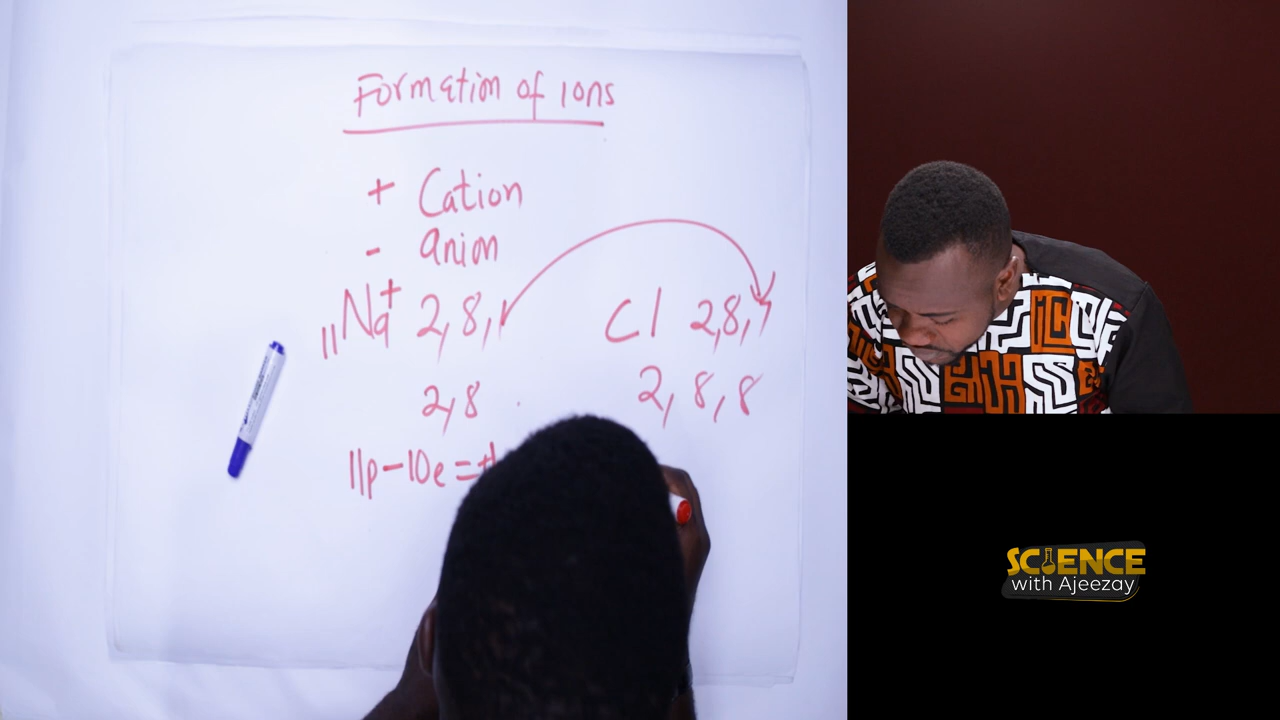 Formation of ions
+ Cation
- anion
₁₁Na⁺ 2,8,1 Cl 2,8,7
2,8 2,8,8
11p-10e=+1
SCIENCE
with Ajeezay